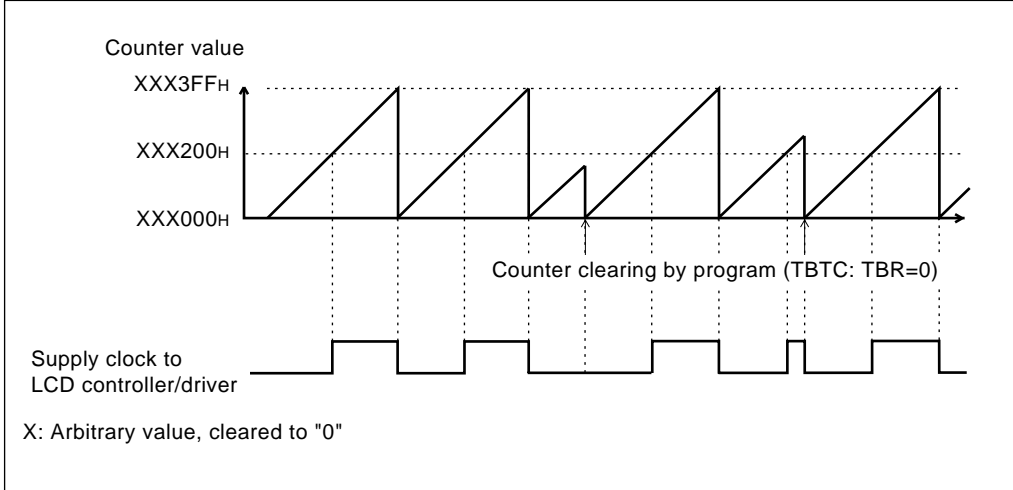 Counter value
XXX3FFH
XXX200H
XXX000H
Counter clearing by program (TBTC: TBR=0)
Supply clock to
LCD controller/driver
X: Arbitrary value, cleared to "0"